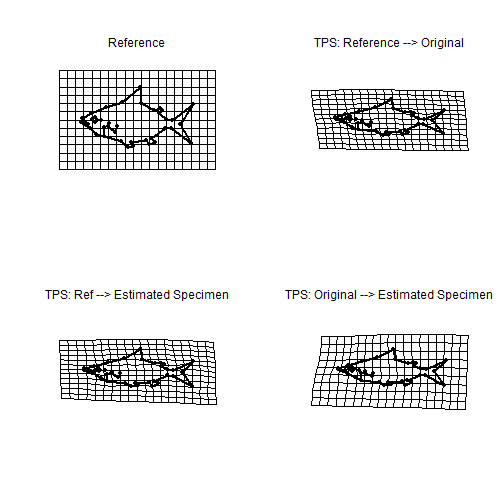 Reference
TPS: Reference --> Original
TPS: Ref --> Estimated Specimen
TPS: Original --> Estimated Specimen